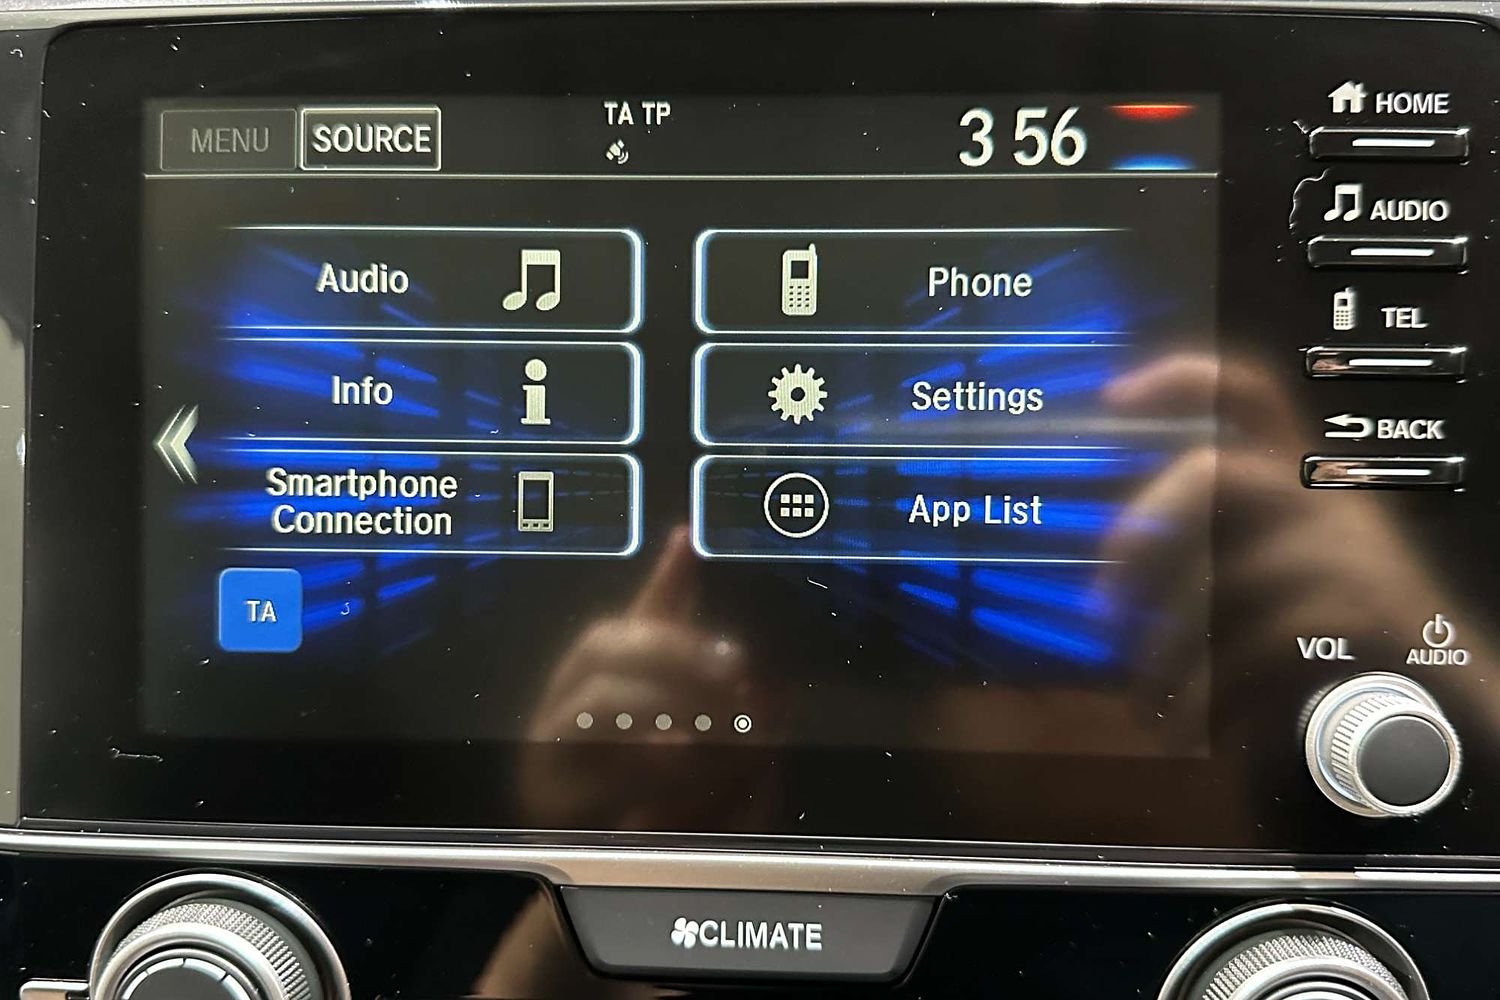 MENU SOURCE TA TP 3 56
HOME
AUDIO
TEL
BACK
Audio Phone
Info Settings
Smartphone
Connection
App List
TA
VOL AUDIO
CLIMATE